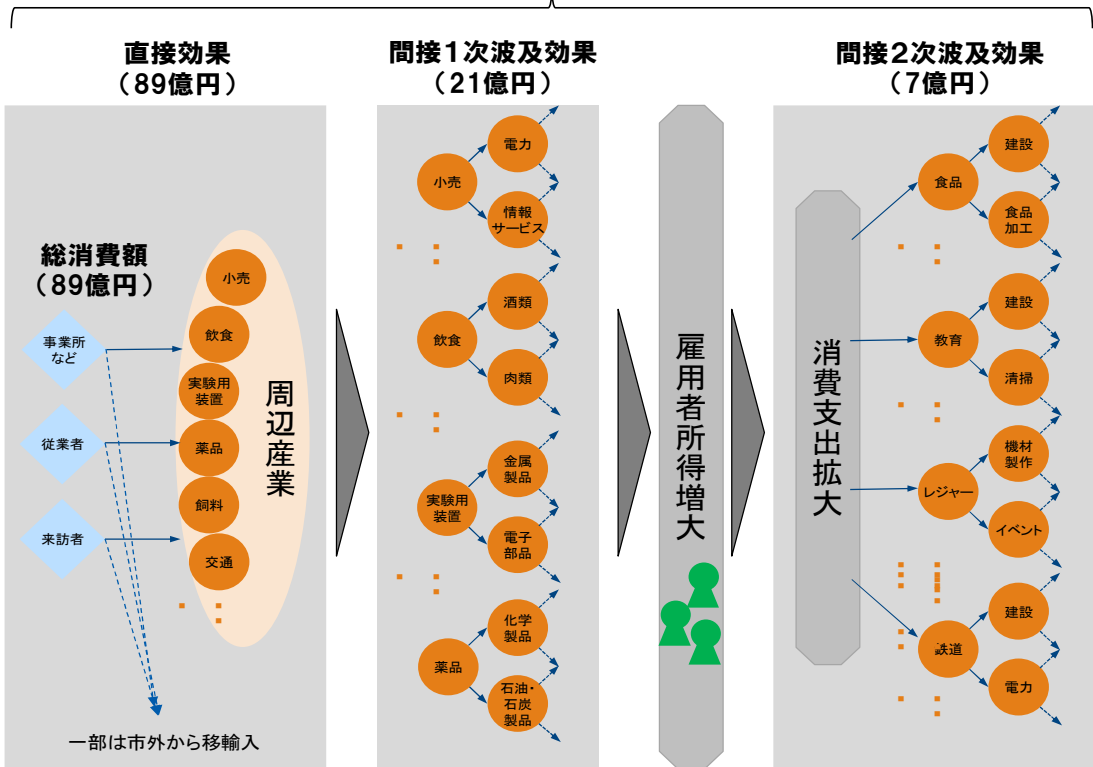 直接効果
（89億円）
間接１次波及効果
（21億円）
間接２次波及効果
（7億円）
総消費額
（89億円）
事業所
など
従業者
来訪者
小売
飲食
実験用
装置
薬品
飼料
交通
周辺産業
一部は市外から移輸入
小売
電力
情報
サービス
飲食
酒類
肉類
実験用
装置
金属
製品
電子
部品
薬品
化学
製品
石油・
石炭
製品
雇用者所得増大
消費支出拡大
食品
建設
食品
加工
教育
建設
清掃
レジャー
機材
製作
イベント
鉄道
建設
電力